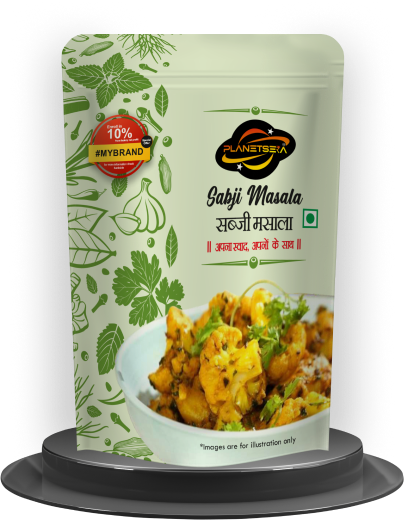 10%
#MYBRAND
PLANETSERA
Sabji Masala
सब्जी मसाला
|| अपना स्वाद, अपनों के साथ ||
*Images are for illustration only